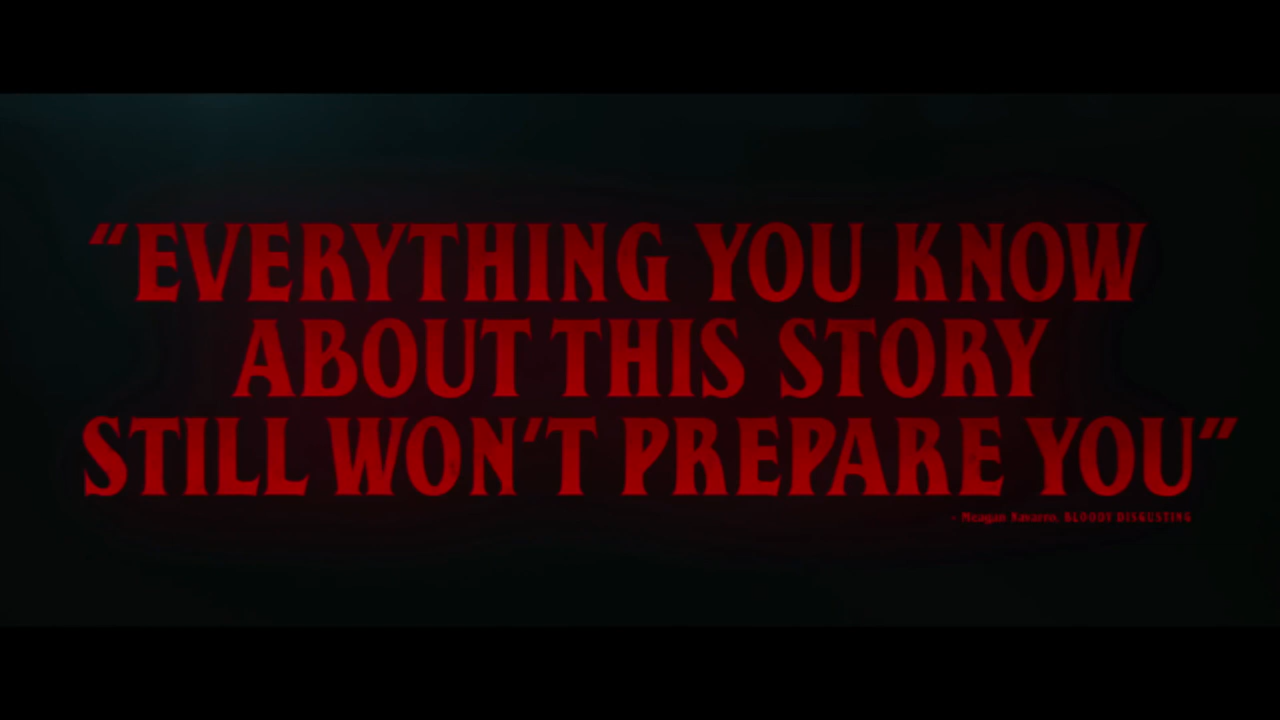 “EVERYTHING YOU KNOW
ABOUT THIS STORY
STILL WON’T PREPARE YOU”
- Meagan Navarro, BLOODY DISGUSTING